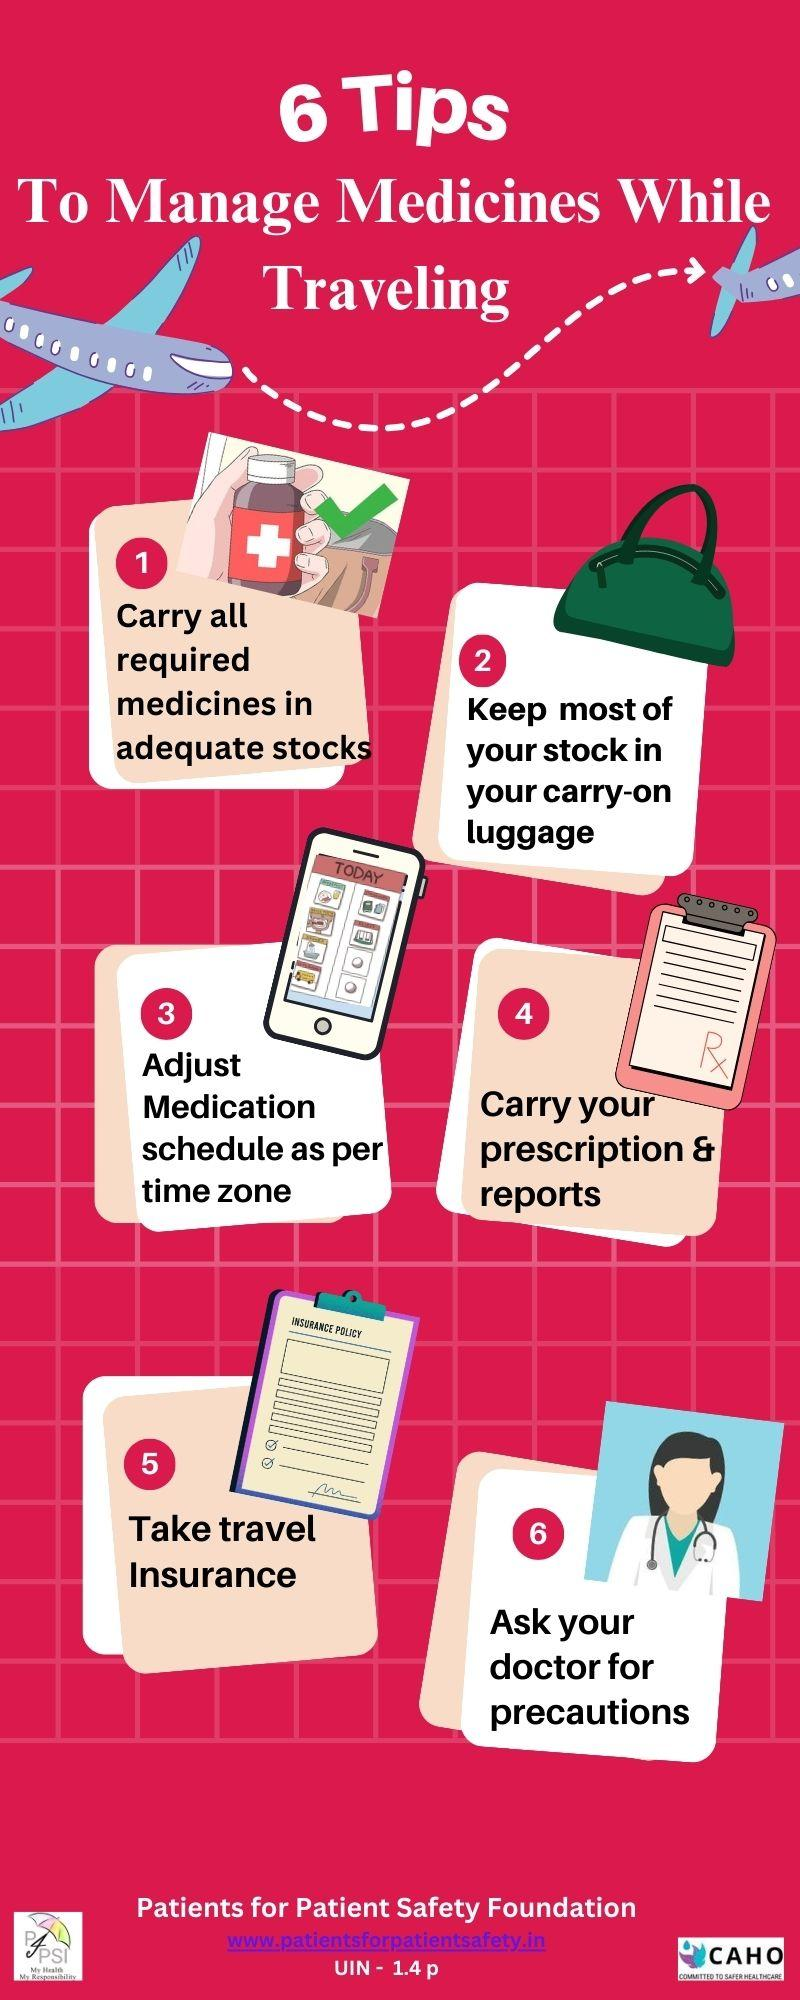 6 Tips
To Manage Medicines While
Traveling
1
Carry all
required
medicines in
adequate stocks
2
Keep most of
your stock in
your carry-on
luggage
TODAY
3
Adjust
Medication
schedule as per
time zone
4
Rx
Carry your
prescription &
reports
INSURANCE POLICY
5
Take travel
Insurance
6
Ask your
doctor for
precautions
Patients for Patient Safety Foundation
www.patientsforpatientsafety.in
UIN - 1.4 p
P4PSI
My Health
My Responsibility
CAHO
COMMITTED TO SAFER HEALTHCARE